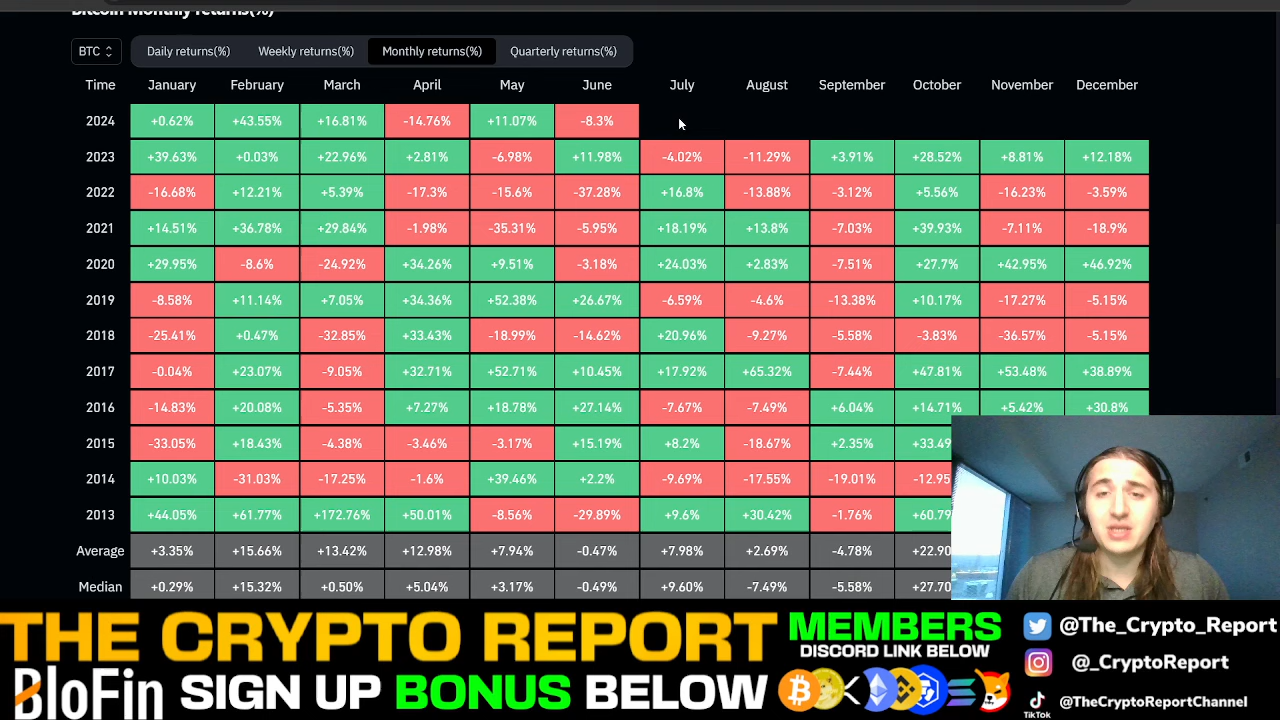 Bitcoin Monthly returns(%)
BTC Daily returns(%) Weekly returns(%) Monthly returns(%) Quarterly returns(%)
Time January February March April May June July August September October November December
2024 +0.62% +43.55% +16.81% -14.76% +11.07% -8.3%
2023 +39.63% +0.03% +22.96% +2.81% -6.98% +11.98% -4.02% -11.29% +3.91% +28.52% +8.81% +12.18%
2022 -16.68% +12.21% +5.39% -17.3% -15.6% -37.28% +16.8% -13.88% -3.12% +5.56% -16.23% -3.59%
2021 +14.51% +36.78% +29.84% -1.98% -35.31% -5.95% +18.19% +13.8% -7.03% +39.93% -7.11% -18.9%
2020 +29.95% -8.6% -24.92% +34.26% +9.51% -3.18% +24.03% +2.83% -7.51% +27.7% +42.95% +46.92%
2019 -8.58% +11.14% +7.05% +34.36% +52.38% +26.67% -6.59% -4.6% -13.38% +10.17% -17.27% -5.15%
2018 -25.41% +0.47% -32.85% +33.43% -18.99% -14.62% +20.96% -9.27% -5.58% -3.83% -36.57% -5.15%
2017 -0.04% +23.07% -9.05% +32.71% +52.71% +10.45% +17.92% +65.32% -7.44% +47.81% +53.48% +38.89%
2016 -14.83% +20.08% -5.35% +7.27% +18.78% +27.14% -7.67% -7.49% +6.04% +14.71% +5.42% +30.8%
2015 -33.05% +18.43% -4.38% -3.46% -3.17% +15.19% +8.2% -18.67% +2.35% +33.49
2014 +10.03% -31.03% -17.25% -1.6% +39.46% +2.2% -9.69% -17.55% -19.01% -12.95
2013 +44.05% +61.77% +172.76% +50.01% -8.56% -29.89% +9.6% +30.42% -1.76% +60.79
Average +3.35% +15.66% +13.42% +12.98% +7.94% -0.47% +7.98% +2.69% -4.78% +22.90
Median +0.29% +15.32% +0.50% +5.04% +3.17% -0.49% +9.60% -7.49% -5.58% +27.70
THE CRYPTO REPORT
MEMBERS
DISCORD LINK BELOW
BloFin SIGN UP BONUS BELOW
@The_Crypto_Report
@_CryptoReport
TikTok @TheCryptoReportChannel